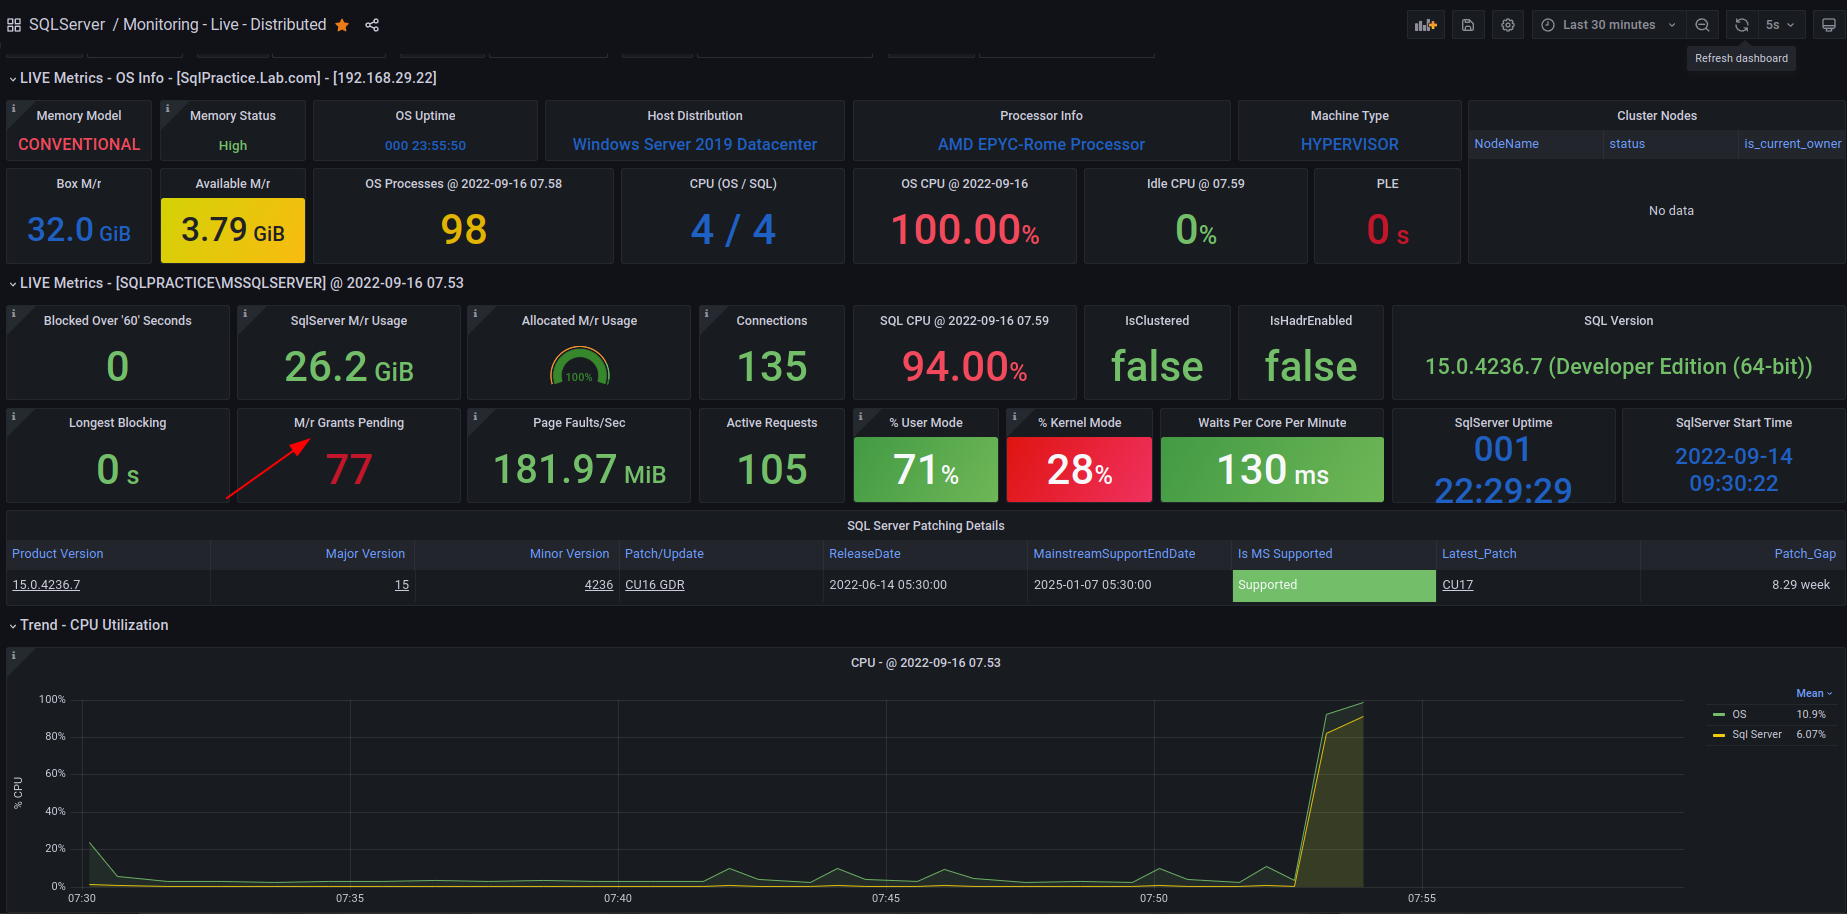 SQLServer / Monitoring - Live - Distributed
Last 30 minutes
5s
Refresh dashboard
LIVE Metrics - OS Info - [SqlPractice.Lab.com] - [192.168.29.22]
Memory Model
CONVENTIONAL
Memory Status
High
OS Uptime
000 23:55:50
Host Distribution
Windows Server 2019 Datacenter
Processor Info
AMD EPYC-Rome Processor
Machine Type
HYPERVISOR
Cluster Nodes
NodeName status is_current_owner
No data
Box M/r
32.0 GiB
Available M/r
3.79 GiB
OS Processes @ 2022-09-16 07.58
98
CPU (OS / SQL)
4 / 4
OS CPU @ 2022-09-16
100.00%
Idle CPU @ 07.59
0%
PLE
0 s
LIVE Metrics - [SQLPRACTICE\MSSQLSERVER] @ 2022-09-16 07.53
Blocked Over '60' Seconds
0
SqlServer M/r Usage
26.2 GiB
Allocated M/r Usage
100%
Connections
135
SQL CPU @ 2022-09-16 07.59
94.00%
IsClustered
false
IsHadrEnabled
false
SQL Version
15.0.4236.7 (Developer Edition (64-bit))
Longest Blocking
0 s
M/r Grants Pending
77
Page Faults/Sec
181.97 MiB
Active Requests
105
% User Mode
71%
% Kernel Mode
28%
Waits Per Core Per Minute
130 ms
SqlServer Uptime
001
22:29:29
SqlServer Start Time
2022-09-14
09:30:22
SQL Server Patching Details
Product Version Major Version Minor Version Patch/Update ReleaseDate MainstreamSupportEndDate Is MS Supported Latest_Patch Patch_Gap
15.0.4236.7 15 4236 CU16 GDR 2022-06-14 05:30:00 2025-01-07 05:30:00 Supported CU17 8.29 week
Trend - CPU Utilization
CPU - @ 2022-09-16 07.53
% CPU
100%
80%
60%
40%
20%
0%
07:30 07:35 07:40 07:45 07:50 07:55
Mean
OS 10.9%
Sql Server 6.07%